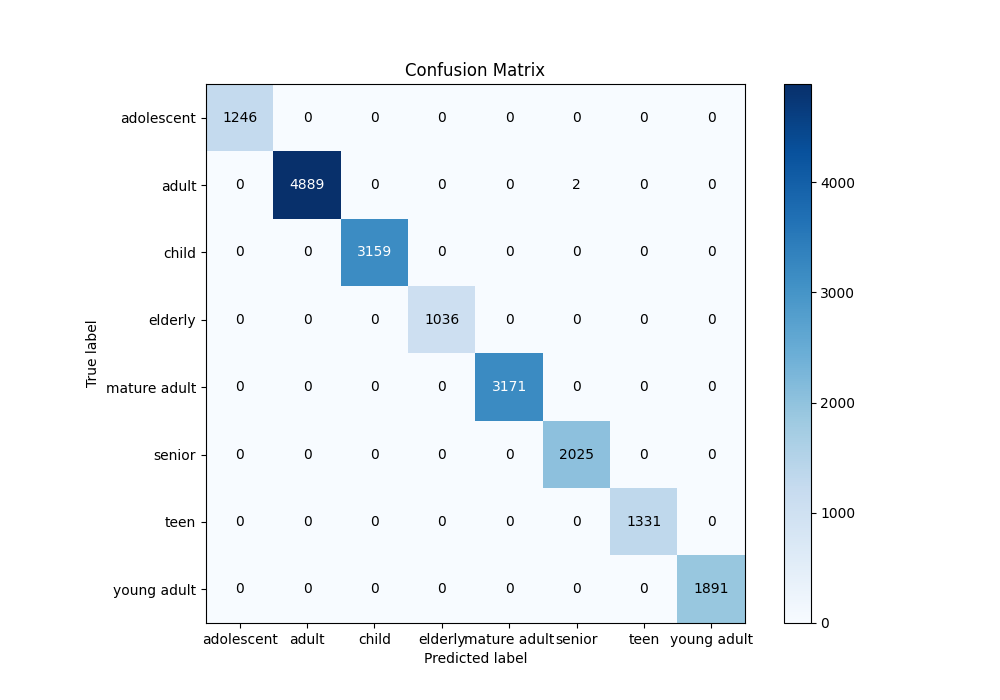 Confusion Matrix
True label
adolescent 1246 0 0 0 0 0 0 0
adult 0 4889 0 0 0 2 0 0
child 0 0 3159 0 0 0 0 0
elderly 0 0 0 1036 0 0 0 0
mature adult 0 0 0 0 3171 0 0 0
senior 0 0 0 0 0 2025 0 0
teen 0 0 0 0 0 0 1331 0
young adult 0 0 0 0 0 0 0 1891
adolescent adult child elderly mature adult senior teen young adult
Predicted label
4000
3000
2000
1000
0